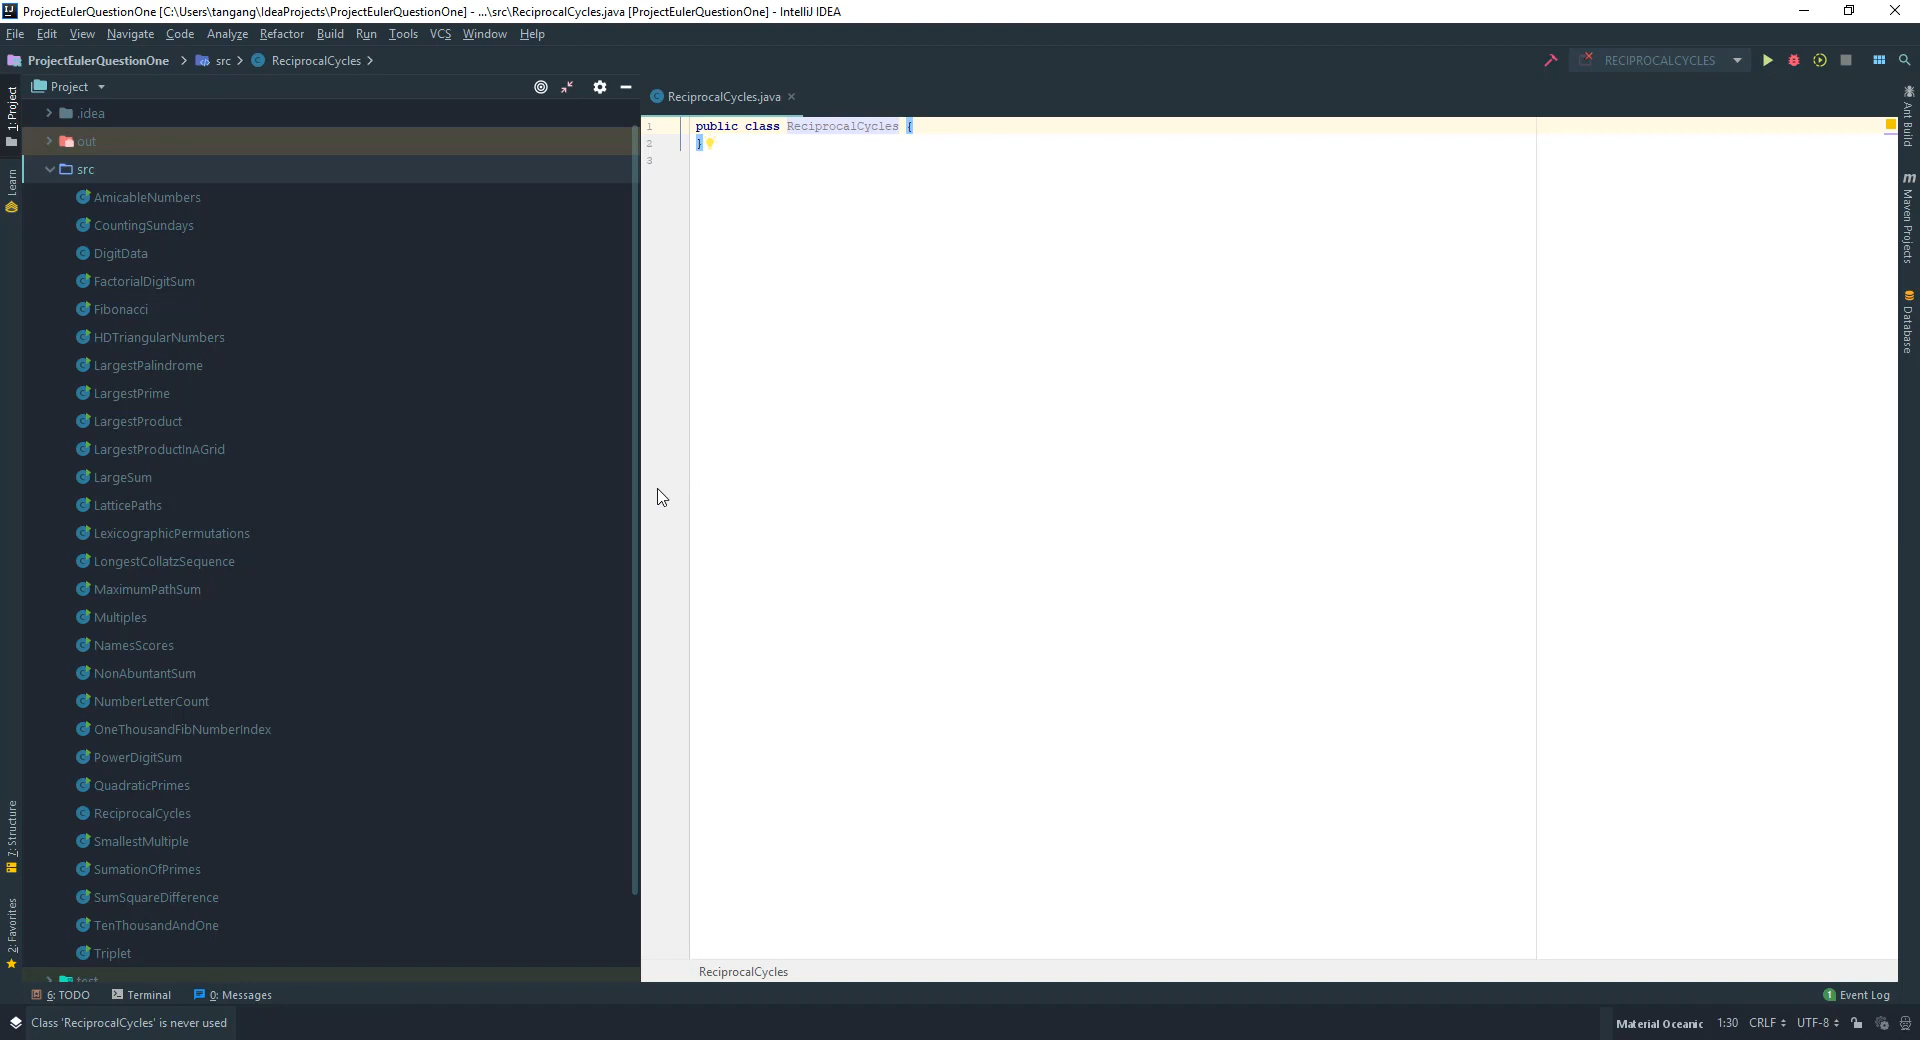 ProjectEulerQuestionOne [C:\Users\tangang\IdeaProjects\ProjectEulerQuestionOne] - ...\src\ReciprocalCycles.java [ProjectEulerQuestionOne] - IntelliJ IDEA
File Edit View Navigate Code Analyze Refactor Build Run Tools VCS Window Help
ProjectEulerQuestionOne src ReciprocalCycles RECIPROCALCYCLES
Project
1: Project
Learn
7: Structure
2: Favorites
.idea
out
src
AmicableNumbers
CountingSundays
DigitData
FactorialDigitSum
Fibonacci
HDTriangularNumbers
LargestPalindrome
LargestPrime
LargestProduct
LargestProductInAGrid
LargeSum
LatticePaths
LexicographicPermutations
LongestCollatzSequence
MaximumPathSum
Multiples
NamesScores
NonAbuntantSum
NumberLetterCount
OneThousandFibNumberIndex
PowerDigitSum
QuadraticPrimes
ReciprocalCycles
SmallestMultiple
SumationOfPrimes
SumSquareDifference
TenThousandAndOne
Triplet
test
ReciprocalCycles.java
1 public class ReciprocalCycles {
2 }
3
ReciprocalCycles
Ant Build
Maven Projects
Database
6: TODO Terminal 0: Messages 1 Event Log
Class 'ReciprocalCycles' is never used Material Oceanic 1:30 CRLF UTF-8